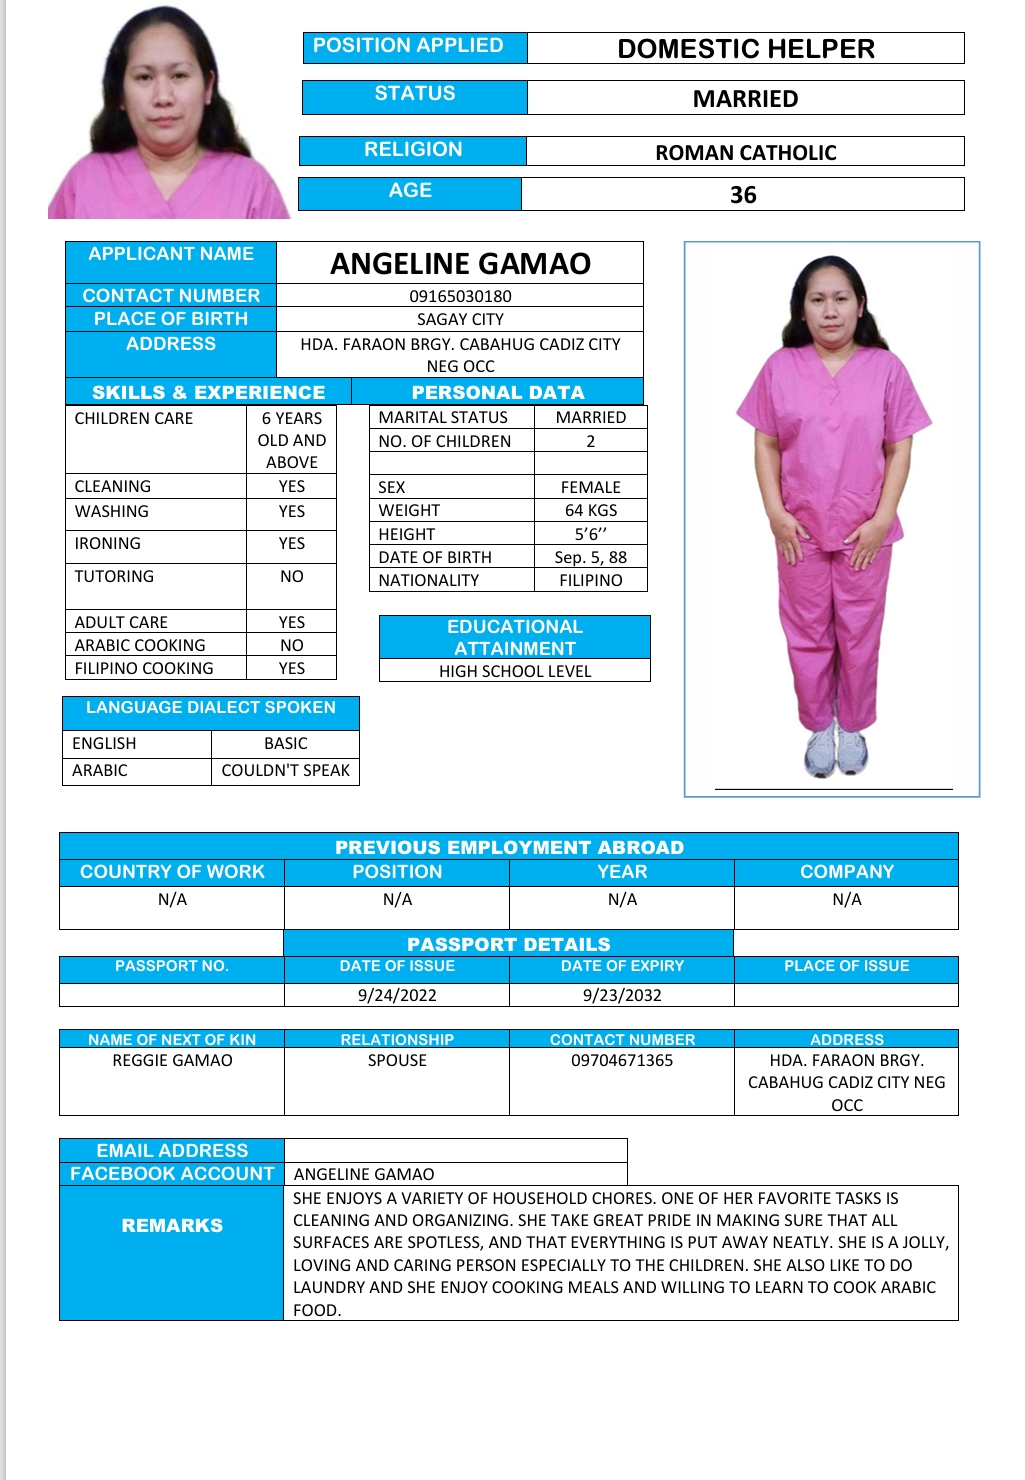 POSITION APPLIED DOMESTIC HELPER
STATUS MARRIED
RELIGION ROMAN CATHOLIC
AGE 36
APPLICANT NAME ANGELINE GAMAO
CONTACT NUMBER 09165030180
PLACE OF BIRTH SAGAY CITY
ADDRESS HDA. FARAON BRGY. CABAHUG CADIZ CITY
NEG OCC
SKILLS & EXPERIENCE
CHILDREN CARE 6 YEARS
OLD AND
ABOVE
CLEANING YES
WASHING YES
IRONING YES
TUTORING NO
ADULT CARE YES
ARABIC COOKING NO
FILIPINO COOKING YES
PERSONAL DATA
MARITAL STATUS MARRIED
NO. OF CHILDREN 2
SEX FEMALE
WEIGHT 64 KGS
HEIGHT 5’6’’
DATE OF BIRTH Sep. 5, 88
NATIONALITY FILIPINO
EDUCATIONAL
ATTAINMENT
HIGH SCHOOL LEVEL
LANGUAGE DIALECT SPOKEN
ENGLISH BASIC
ARABIC COULDN'T SPEAK
PREVIOUS EMPLOYMENT ABROAD
COUNTRY OF WORK POSITION YEAR COMPANY
N/A N/A N/A N/A
PASSPORT DETAILS
PASSPORT NO. DATE OF ISSUE DATE OF EXPIRY PLACE OF ISSUE
9/24/2022 9/23/2032
NAME OF NEXT OF KIN RELATIONSHIP CONTACT NUMBER ADDRESS
REGGIE GAMAO SPOUSE 09704671365 HDA. FARAON BRGY.
CABAHUG CADIZ CITY NEG
OCC
EMAIL ADDRESS
FACEBOOK ACCOUNT ANGELINE GAMAO
REMARKS
SHE ENJOYS A VARIETY OF HOUSEHOLD CHORES. ONE OF HER FAVORITE TASKS IS
CLEANING AND ORGANIZING. SHE TAKE GREAT PRIDE IN MAKING SURE THAT ALL
SURFACES ARE SPOTLESS, AND THAT EVERYTHING IS PUT AWAY NEATLY. SHE IS A JOLLY,
LOVING AND CARING PERSON ESPECIALLY TO THE CHILDREN. SHE ALSO LIKE TO DO
LAUNDRY AND SHE ENJOY COOKING MEALS AND WILLING TO LEARN TO COOK ARABIC
FOOD.